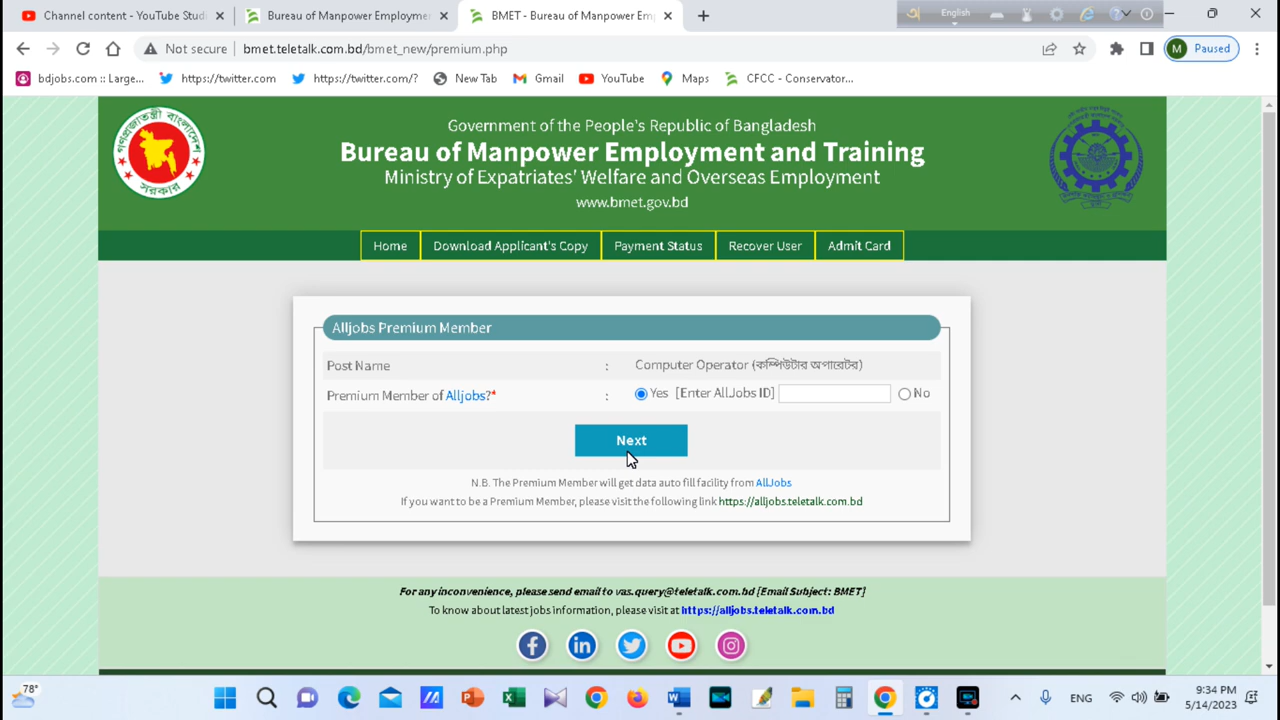 Channel content - YouTube Studi
Bureau of Manpower Employme
BMET - Bureau of Manpower Em
English
Not secure bmet.teletalk.com.bd/bmet_new/premium.php
M Paused
bdjobs.com :: Large... https://twitter.com https://twitter.com/? New Tab Gmail YouTube Maps CFCC - Conservator...
গণপ্রজাতন্ত্রী বাংলাদেশ
সরকার
Government of the People's Republic of Bangladesh
Bureau of Manpower Employment and Training
Ministry of Expatriates' Welfare and Overseas Employment
www.bmet.gov.bd
Home Download Applicant's Copy Payment Status Recover User Admit Card
Alljobs Premium Member
Post Name : Computer Operator (কম্পিউটার অপারেটর)
Premium Member of Alljobs?* : Yes [Enter AllJobs ID] No
Next
N.B. The Premium Member will get data auto fill facility from AllJobs
If you want to be a Premium Member, please visit the following link https://alljobs.teletalk.com.bd
For any inconvenience, please send email to vas.query@teletalk.com.bd [Email Subject: BMET]
To know about latest jobs information, please visit at https://alljobs.teletalk.com.bd
78°
ENG
9:34 PM
5/14/2023